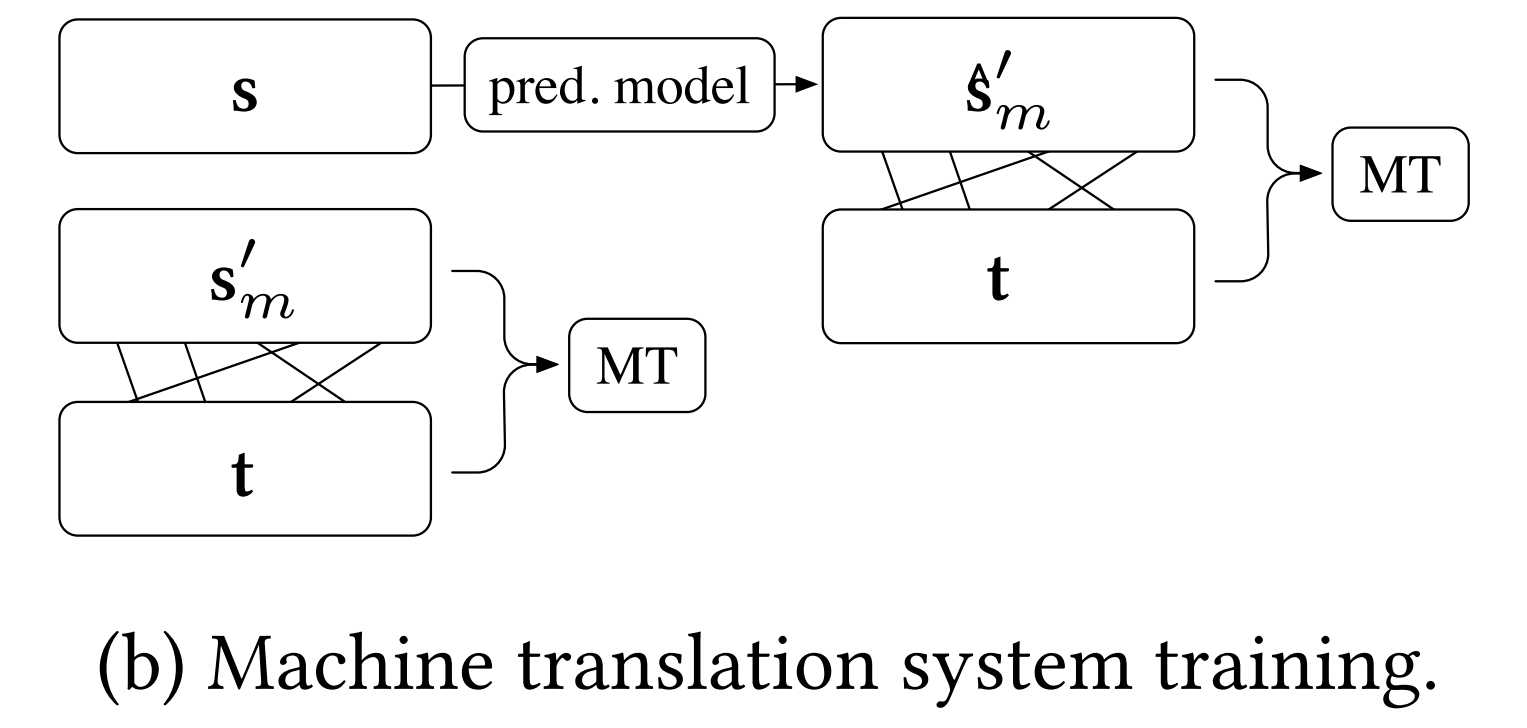 s
pred. model
ŝ′m
MT
s′m
t
MT
t
(b) Machine translation system training.